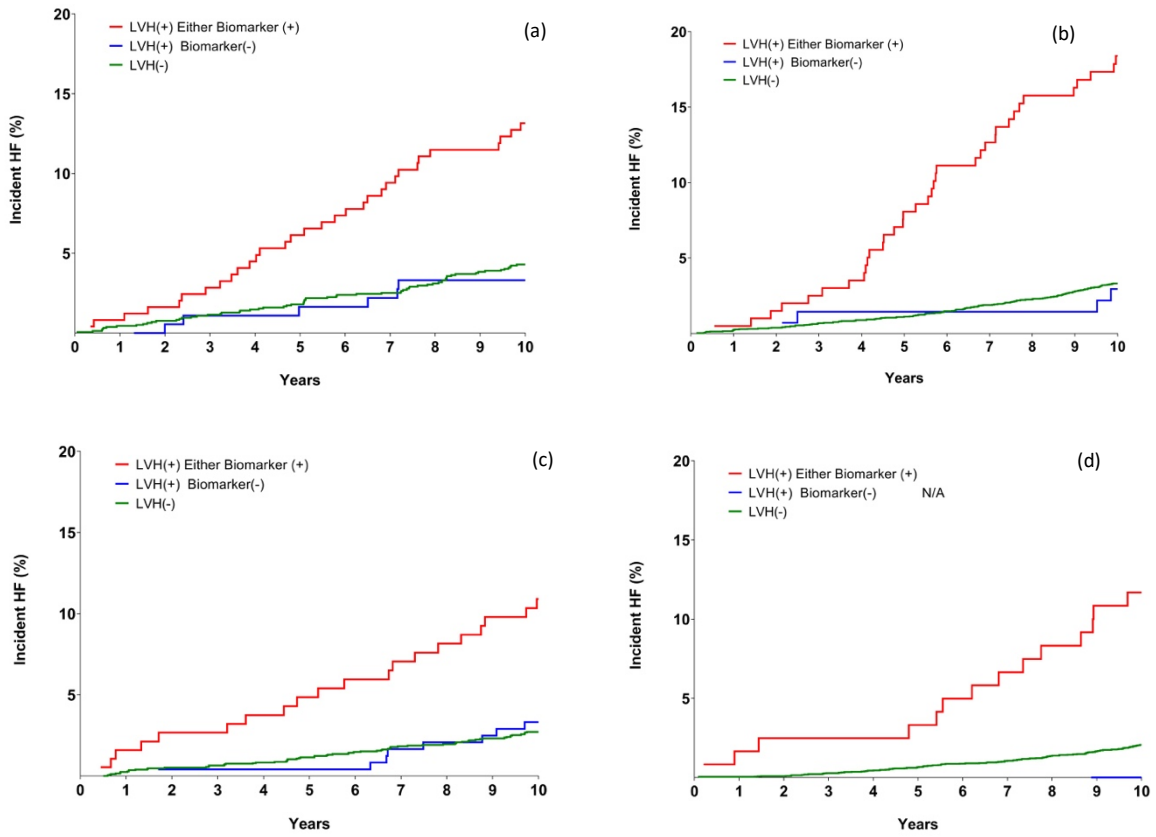 20
LVH(+) Either Biomarker (+)
(a)
LVH(+)  Biomarker(-)
LVH(-)
15
Incident HF (%)
10
5
0 1 2 3 4 5 6 7 8 9 10
Years
20
LVH(+) Either Biomarker (+)
(b)
LVH(+)  Biomarker(-)
LVH(-)
15
Incident HF (%)
10
5
0 1 2 3 4 5 6 7 8 9 10
Years
20
LVH(+) Either Biomarker (+)
(c)
LVH(+)  Biomarker(-)
LVH(-)
15
Incident HF (%)
10
5
0 1 2 3 4 5 6 7 8 9 10
Years
20
LVH(+) Either Biomarker (+)
(d)
LVH(+)  Biomarker(-) N/A
LVH(-)
15
Incident HF (%)
10
5
0 1 2 3 4 5 6 7 8 9 10
Years